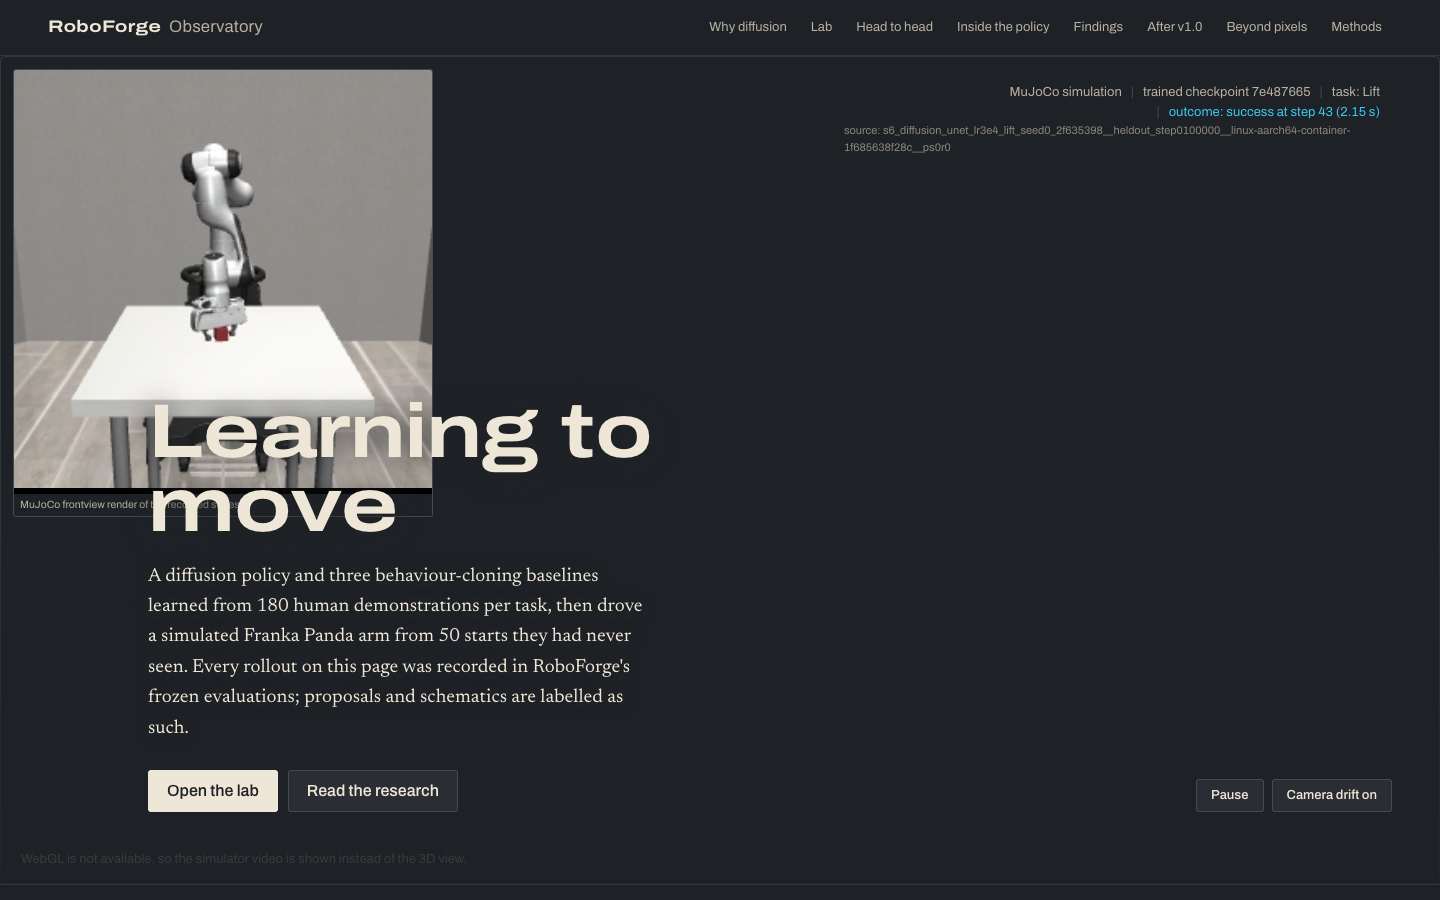 RoboForge Observatory
Why diffusion Lab Head to head Inside the policy Findings After v1.0 Beyond pixels Methods
MuJoCo simulation | trained checkpoint 7e487665 | task: Lift
| outcome: success at step 43 (2.15 s)
source: s6_diffusion_unet_lr3e4_lift_seed0_2f635398__heldout_step0100000__linux-aarch64-container-
1f685638f28c__ps0r0
Learning to
move
MuJoCo frontview render of
A diffusion policy and three behaviour-cloning baselines
learned from 180 human demonstrations per task, then drove
a simulated Franka Panda arm from 50 starts they had never
seen. Every rollout on this page was recorded in RoboForge's
frozen evaluations; proposals and schematics are labelled as
such.
Open the lab Read the research
Pause Camera drift on
WebGL is not available, so the simulator video is shown instead of the 3D view.